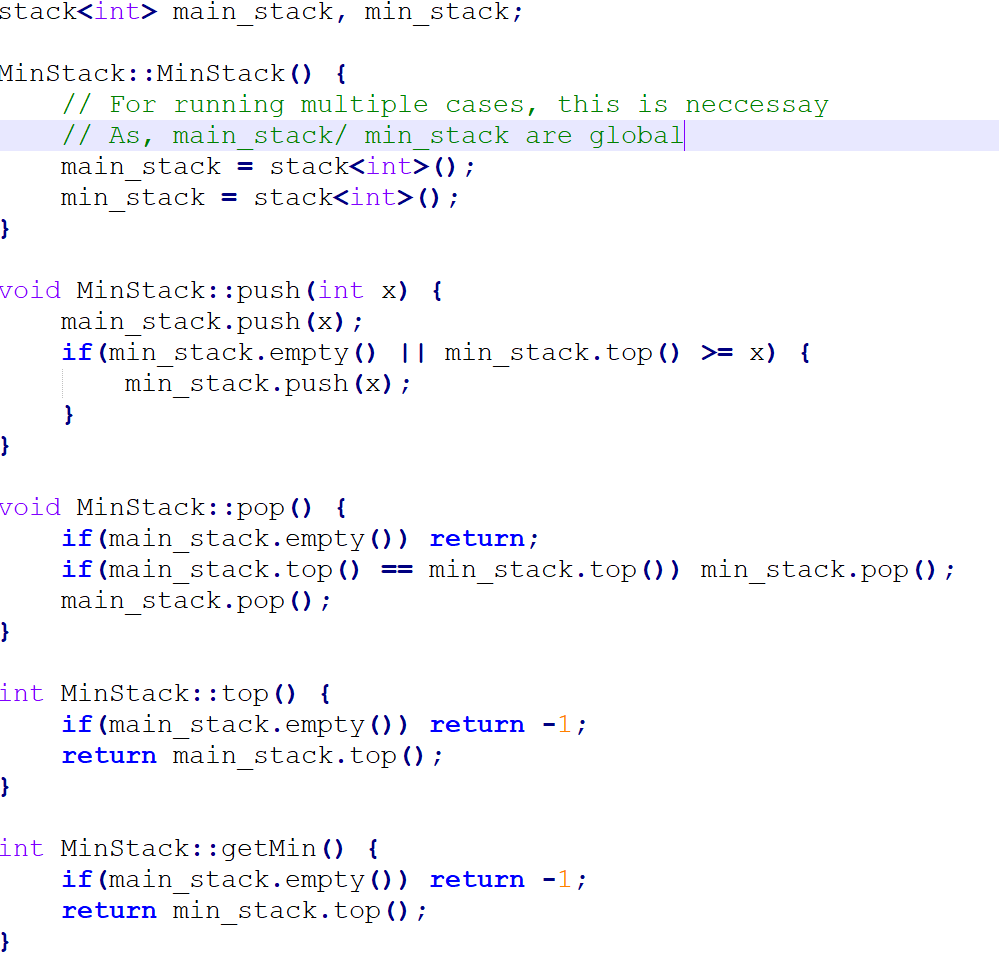 stack<int> main_stack, min_stack;
MinStack::MinStack() {
// For running multiple cases, this is neccessay
// As, main_stack/ min_stack are global
main_stack = stack<int>();
min_stack = stack<int>();
}
void MinStack::push(int x) {
main_stack.push(x);
if(min_stack.empty() || min_stack.top() >= x) {
min_stack.push(x);
}
}
void MinStack::pop() {
if(main_stack.empty()) return;
if(main_stack.top() == min_stack.top()) min_stack.pop();
main_stack.pop();
}
int MinStack::top() {
if(main_stack.empty()) return -1;
return main_stack.top();
}
int MinStack::getMin() {
if(main_stack.empty()) return -1;
return min_stack.top();
}